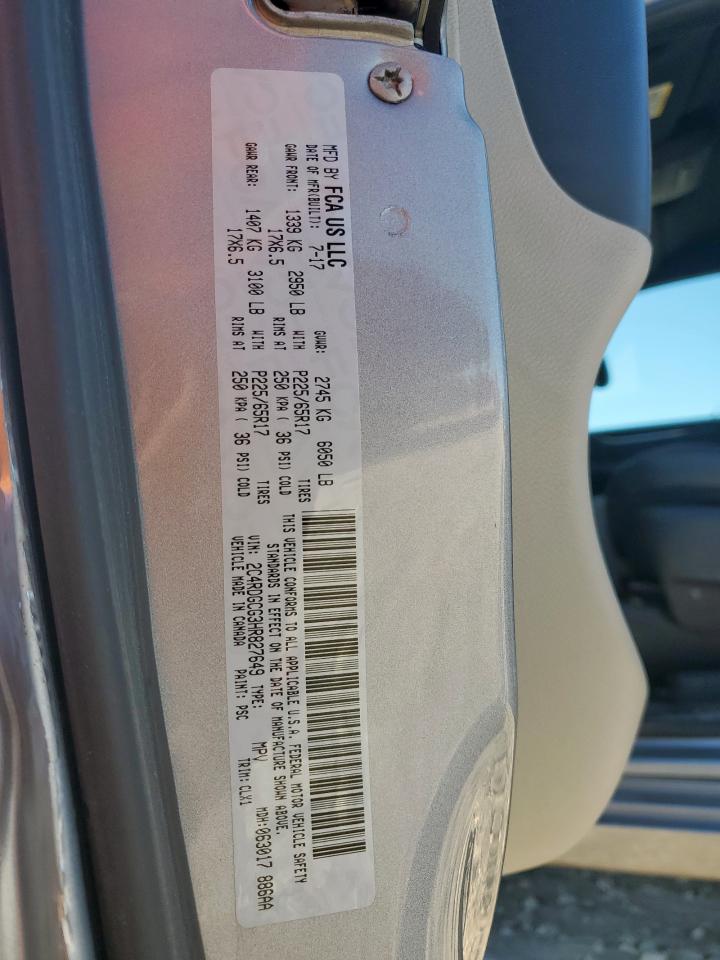 MFD BY FCA US LLC
DATE OF MFR(BUILT): 7-17 GVWR: 2745 KG 6050 LB
GAWR FRONT: 1339 KG 2950 LB WITH P225/65R17 TIRES
17X6.5 RIMS AT 250 KPA ( 36 PSI) COLD
GAWR REAR: 1407 KG 3100 LB WITH P225/65R17 TIRES
17X6.5 RIMS AT 250 KPA ( 36 PSI) COLD
THIS VEHICLE CONFORMS TO ALL APPLICABLE U.S.A. FEDERAL MOTOR VEHICLE SAFETY
STANDARDS IN EFFECT ON THE DATE OF MANUFACTURE SHOWN ABOVE.
VIN: 2C4RDGCG3HR827649 TYPE: MPV MDH:063017 886AA
VEHICLE MADE IN CANADA PAINT: PSC TRIM: CLX1